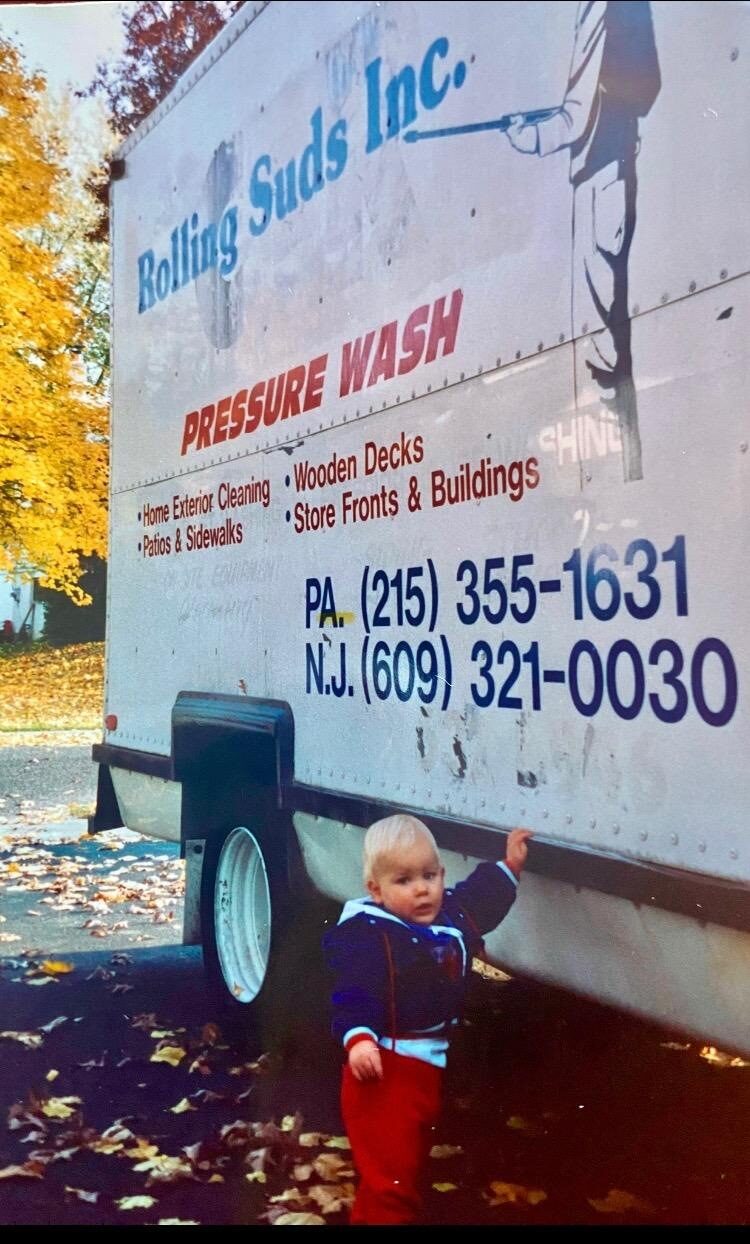 Rolling Suds Inc.
PRESSURE WASH
• Home Exterior Cleaning
• Patios & Sidewalks
• Wooden Decks
• Store Fronts & Buildings
SHINE
PA. (215) 355-1631
N.J. (609) 321-0030